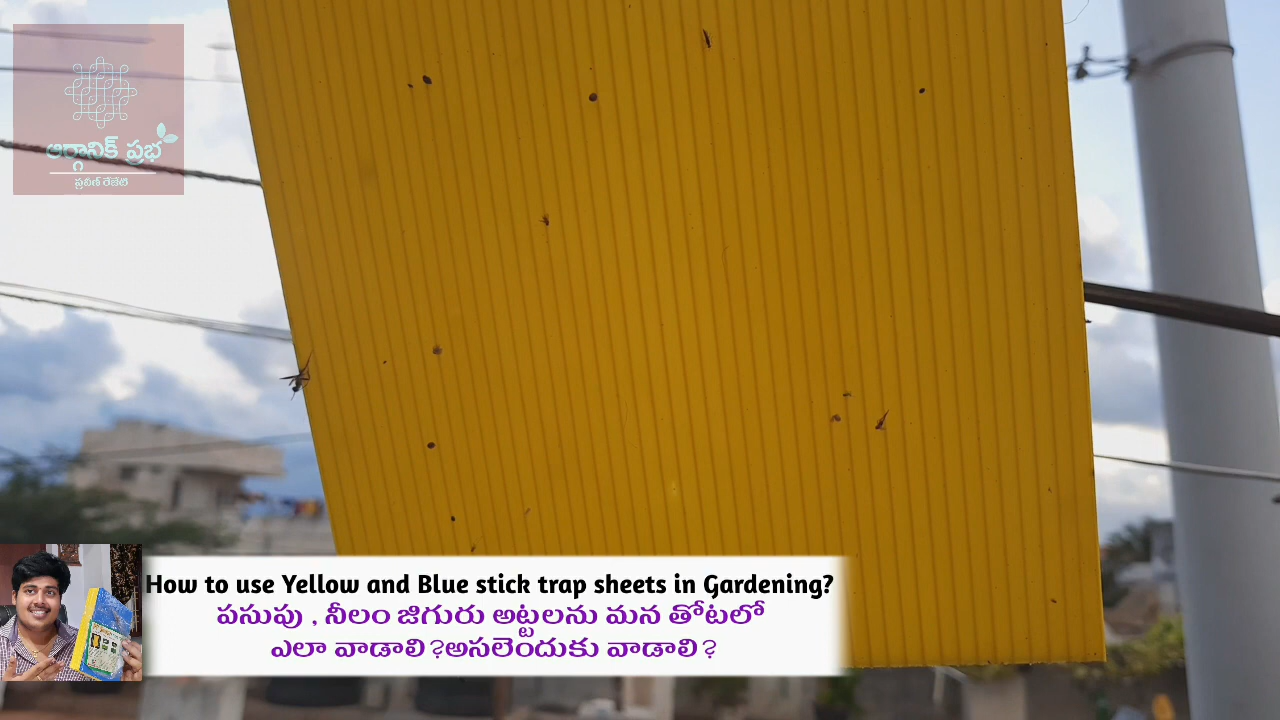 ఆర్గానిక్ ప్రభ
ప్రవీణ్ రేజేటి
How to use Yellow and Blue stick trap sheets in Gardening?
పసుపు , నీలం జిగురు అట్టలను మన తోటలో
ఎలా వాడాలి ?అసలెందుకు వాడాలి ?